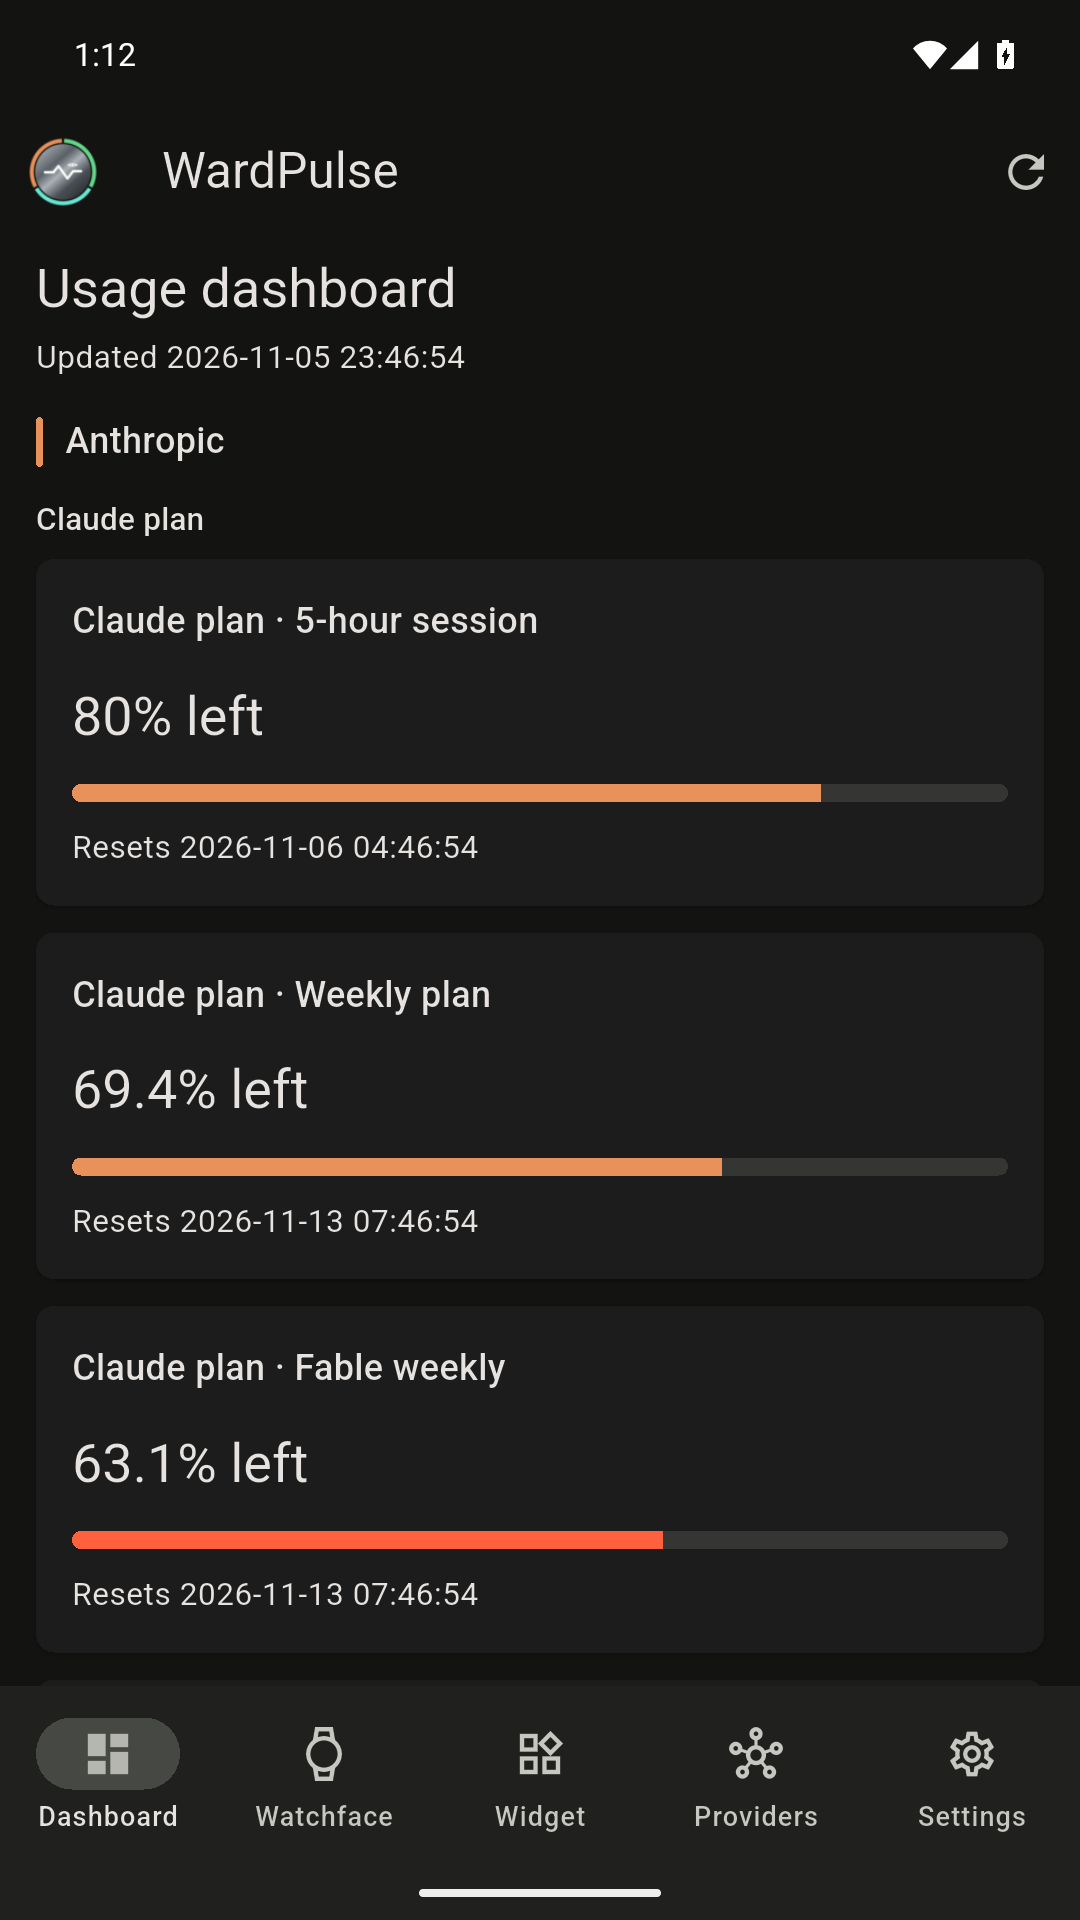 1:12
WardPulse
Usage dashboard
Updated 2026-11-05 23:46:54
Anthropic
Claude plan
Claude plan · 5-hour session
80% left
Resets 2026-11-06 04:46:54
Claude plan · Weekly plan
69.4% left
Resets 2026-11-13 07:46:54
Claude plan · Fable weekly
63.1% left
Resets 2026-11-13 07:46:54
Dashboard
Watchface
Widget
Providers
Settings